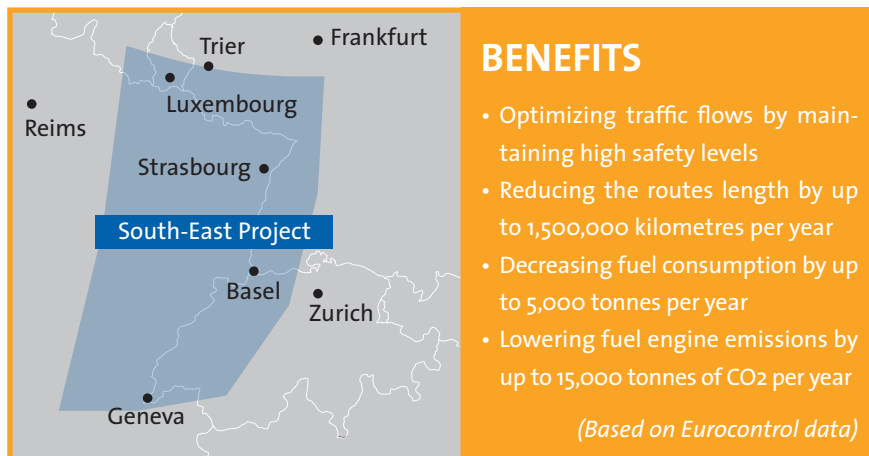 Frankfurt
Trier
Luxembourg
Reims
Strasbourg
South-East Project
Basel
Zurich
Geneva
BENEFITS
• Optimizing traffic flows by main-
taining high safety levels
• Reducing the routes length by up
to 1,500,000 kilometres per year
• Decreasing fuel consumption by up
to 5,000 tonnes per year
• Lowering fuel engine emissions by
up to 15,000 tonnes of CO2 per year
(Based on Eurocontrol data)